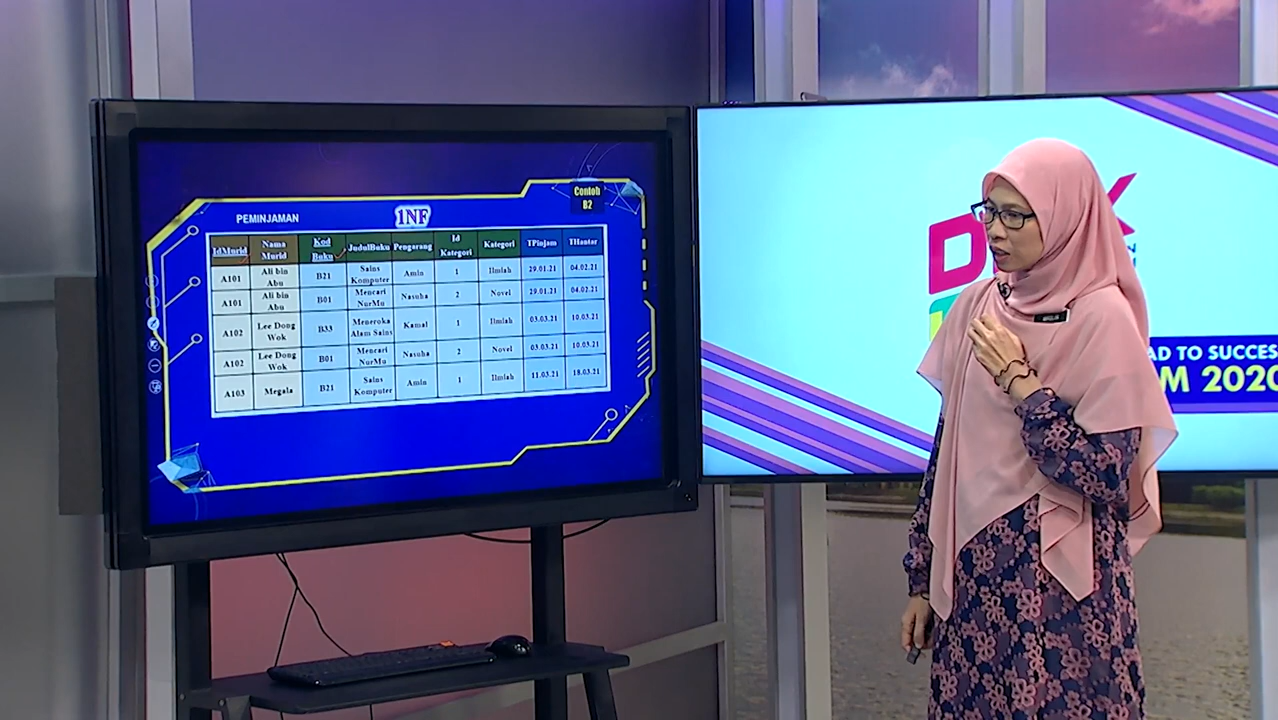 Contoh
B2
PEMINJAMAN
1NF
IdMurid Nama Murid Kod Buku JudulBuku Pengarang Id Kategori Kategori TPinjam THantar
A101 Ali bin Abu B21 Sains Komputer Amin 1 Ilmiah 29.01.21 04.02.21
A101 Ali bin Abu B01 Mencari NurMu Nasuha 2 Novel 29.01.21 04.02.21
A102 Lee Dong Wok B33 Meneroka Alam Sains Kamal 1 Ilmiah 03.03.21 10.03.21
A102 Lee Dong Wok B01 Mencari NurMu Nasuha 2 Novel 03.03.21 10.03.21
A103 Megala B21 Sains Komputer Amin 1 Ilmiah 11.03.21 18.03.21
AD TO SUCCES
M 2020